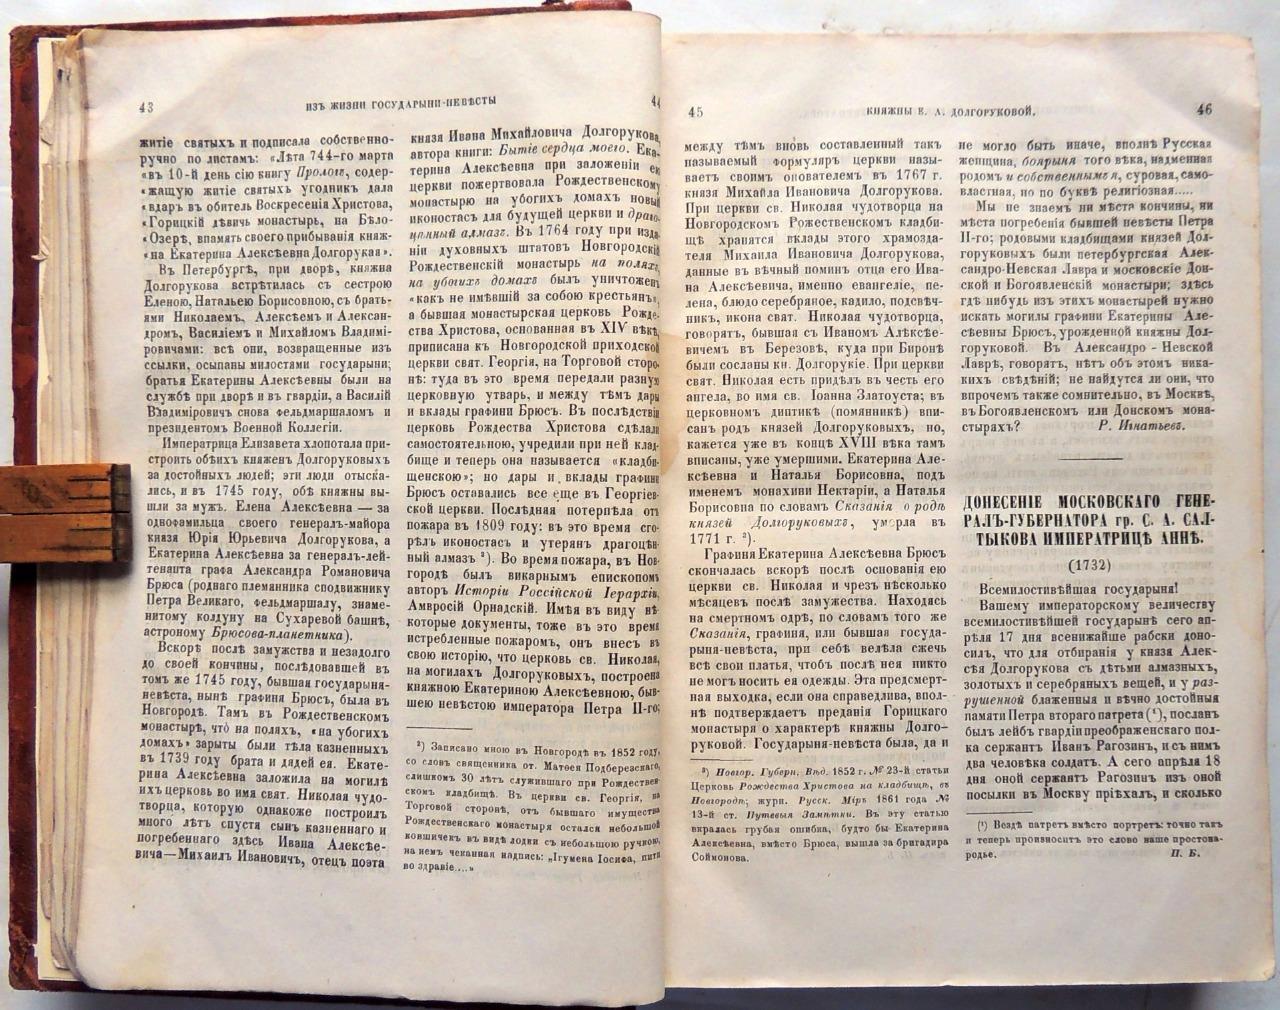 43
ИЗЪ ЖИЗНИ ГОСУДАРЫНИ-НЕВѢСТЫ
44
житіе святыхъ и подписала собственно-
ручно по листамъ: «Лѣта 744-го марта
«въ 10-й день сію книгу Прологъ, содер-
«жащую житіе святыхъ угодникъ дала
«вдаръ въ обитель Воскресенія Христова,
«Горицкій дѣвичь монастырь, на Бѣло-
«Озерѣ, впамять своего прибыванія княж-
«на Екатерина Алексѣевна Долгорукая».
Въ Петербургѣ, при дворѣ, княжна
Долгорукова встрѣтилась съ сестрою
Еленою, Натальею Борисовною, съ брать-
ями Николаемъ, Алексѣемъ и Алексан-
дромъ, Василіемъ и Михайломъ Владимі-
ровичами: всѣ они, возвращенные изъ
ссылки, осыпаны милостями государыни;
братья Екатерины Алексѣевны были на
службѣ при дворѣ и въ гвардіи, а Василій
Владиміровичъ снова фельдмаршаломъ и
президентомъ Военной Коллегіи.
Императрица Елизавета хлопотала при-
строить обѣихъ княженъ Долгоруковыхъ
за достойныхъ людей; эти люди отыска-
лись, и въ 1745 году, обѣ княжны вы-
шли за мужъ. Елена Алексѣевна — за
однофамильца своего генералъ-майора
князя Юрія Юрьевича Долгорукова, а
Екатерина Алексѣевна за генералъ-лей-
тенанта графа Александра Романовича
Брюса (роднаго племянника сподвижнику
Петра Великаго, фельдмаршалу, знаме-
нитому колдуну на Сухаревой башнѣ,
астроному Брюсова-планетника).
Вскорѣ послѣ замужства и незадолго
до своей кончины, послѣдовавшей въ
томъ же 1745 году, бывшая государыня-
невѣста, нынѣ графиня Брюсъ, была въ
Новгородѣ. Тамъ въ Рождественскомъ
монастырѣ, что̀ на поляхъ, «на убогихъ
домахъ» зарыты были тѣла казненныхъ
въ 1739 году брата и дядей ея. Екате-
рина Алексѣевна заложила на могилѣ
ихъ церковь во имя свят. Николая чудо-
творца, которую однакоже построилъ
много лѣтъ спустя сынъ казненнаго и
погребеннаго здѣсь Ивана Алексѣе-
вича—Михаилъ Ивановичъ, отецъ поэта
князя Ивана Михайловича Долгорукова,
автора книги: Бытіе сердца моего. Ека-
терина Алексѣевна при заложеніи ею
церкви пожертвовала Рождественскому
монастырю на убогихъ домахъ новый
иконостасъ для будущей церкви и драго-
цѣнный алмазъ. Въ 1764 году при изда-
ніи духовныхъ штатовъ Новгородскій
Рождественскій монастырь на поляхъ,
на убогихъ домахъ былъ уничтоженъ
«какъ не имѣвшій за собою крестьянъ»,
а бывшая монастырская церковь Рожде-
ства Христова, основанная въ XIV вѣкѣ,
приписана къ Новгородской приходской
церкви свят. Георгія, на Торговой сторо-
нѣ: туда въ это время передали разную
церковную утварь, и между тѣмъ дары
и вклады графини Брюсъ. Въ послѣдствіи
церковь Рождества Христова сдѣлали
самостоятельною, учредили при ней клад-
бище и теперь она называется «кладби-
щенскою»; но дары и вклады графини
Брюсъ оставались все еще въ Георгіев-
ской церкви. Послѣдняя потерпѣла отъ
пожара въ 1809 году: въ это время сго-
рѣлъ иконостасъ и утерянъ драгоцѣн-
ный алмазъ ²). Во время пожара, въ Нов-
городѣ былъ викарнымъ епископомъ
авторъ Исторіи Россійской Іерархіи,
Амвросій Орнадскій. Имѣя въ виду нѣ-
которые документы, тоже въ это время
истребленные пожаромъ, онъ внесъ въ
свою исторію, что церковь св. Николая,
на могилахъ Долгоруковыхъ, построена
княжною Екатериною Алексѣевною, быв-
шею невѣстою императора Петра II-го;
²) Записано мною въ Новгородѣ въ 1852 году,
со словъ священника от. Матѳея Подберезскаго,
слишкомъ 30 лѣтъ служившаго при Рождествен-
скомъ кладбищѣ. Въ церкви св. Георгія, на
Торговой сторонѣ, отъ бывшаго имущества
Рождественскаго монастыря остался небольшой
ковшичекъ въ видѣ лодки съ небольшою ручкою,
на немъ чеканная надпись: „Ігумена Іосифа, пити
во здравіе....»
45
КНЯЖНЫ Е. А. ДОЛГОРУКОВОЙ.
46
между тѣмъ вновь составленный такъ
называемый формуляръ церкви назы-
ваетъ своимъ онователемъ въ 1767 г.
князя Михайла Ивановича Долгорукова.
При церкви св. Николая чудотворца на
Новгородскомъ Рожественскомъ кладби-
щѣ хранятся вклады этого храмозда-
теля Михаила Ивановича Долгорукова,
данные въ вѣчный поминъ отца его Ива-
на Алексѣевича, именно евангеліе, пе-
лена, блюдо серебряное, кадило, подсвѣч-
никъ, икона свят. Николая чудотворца,
говорятъ, бывшая съ Иваномъ Алѣксѣе-
вичемъ въ Березовѣ, куда при Биронѣ
были сосланы кн. Долгорукіе. При церкви
свят. Николая есть придѣлъ въ честь его
ангела, во имя св. Іоанна Златоуста; въ
церковномъ диптикѣ (помянникѣ) впи-
санъ родъ князей Долгоруковыхъ, но,
кажется уже въ концѣ XVIII вѣка тамъ
вписаны, уже умершими. Екатерина Але-
ксѣевна и Наталья Борисовна, подъ
именемъ монахини Нектаріи, а Наталья
Борисовна по словамъ Сказанія о родѣ
князей Долгоруковыхъ, умерла въ
1771 г. ³).
Графиня Екатерина Алексѣевна Брюсъ
скончалась вскорѣ послѣ основанія ею
церкви св. Николая и чрезъ нѣсколько
мѣсяцевъ послѣ замужества. Находясь
на смертномъ одрѣ, по словамъ того же
Сказанія, графиня, или бывшая госуда-
рыня-невѣста, при себѣ велѣла сжечь
всѣ свои платья, чтобъ послѣ нея никто
не могъ носить ея одежды. Эта предсмерт-
ная выходка, если она справедлива, впол-
нѣ подтверждаетъ преданія Горицкаго
монастыря о характерѣ княжны Долго-
руковой. Государыня-невѣста была, да и
³) Новгор. Губерн. Вѣд. 1852 г. № 23-й статьи
Церковь Рождества Христова на кладбищѣ, въ
Новгородѣ; журн. Русск. Міръ 1861 года №
13-й ст. Путевыя Замѣтки. Въ эту статью
вкралась грубая ошибка, будто бы Екатерина
Алексѣевна, вмѣсто Брюса, вышла за бригадира
Соймонова.
не могло быть иначе, вполнѣ Русская
женщина, боярыня того вѣка, надменная
родомъ и собственнымъ я, суровая, само-
властная, но по буквѣ религіозная.....
Мы не знаемъ ни мѣста кончины, ни
мѣста погребенія бывшей невѣсты Петра
II-го; родовыми кладбищами князей Дол-
горуковыхъ были петербургская Алек-
сандро-Невская Лавра и московскіе Дон-
ской и Богоявленскій монастыри; здѣсь
гдѣ нибудь изъ этихъ монастырей нужно
искать могилы графини Екатерины Але-
сѣевны Брюсъ, урожденной княжны Дол-
горуковой. Въ Александро - Невской
Лаврѣ, говорятъ, нѣтъ объ этомъ ника-
кихъ свѣдѣній; не найдутся ли они, что
впрочемъ также сомнительно, въ Москвѣ,
въ Богоявленскомъ или Донскомъ мона-
стыряхъ?
Р. Игнатьевъ.
ДОНЕСЕНІЕ МОСКОВСКАГО ГЕНЕ-
РАЛЪ-ГУБЕРНАТОРА гр. С. А. САЛ-
ТЫКОВА ИМПЕРАТРИЦѢ АННѢ.
(1732)
Всемилостивѣйшая государыня!
Вашему императорскому величеству
всемилостивѣйшей государынѣ сего ап-
рѣля 17 дня всенижайше рабски доно-
силъ, что для отбиранія у князя Алек-
сѣя Долгорукова съ дѣтьми алмазныхъ,
золотыхъ и серебряныхъ вещей, и у раз-
рушенной блаженныя и вѣчно достойныя
памяти Петра втораго патрета (¹), посланъ
былъ лейбъ гвардіи преображенскаго пол-
ка сержантъ Иванъ Рагозинъ, и съ нимъ
два человѣка солдатъ. А сего апрѣля 18
дня оной сержантъ Рагозинъ изъ оной
посылки въ Москву пріѣхалъ, и сколько
(¹) Вездѣ патретъ вмѣсто портретъ: точно такъ
и теперь произноситъ это слово наше простона-
родье.
П. Б.